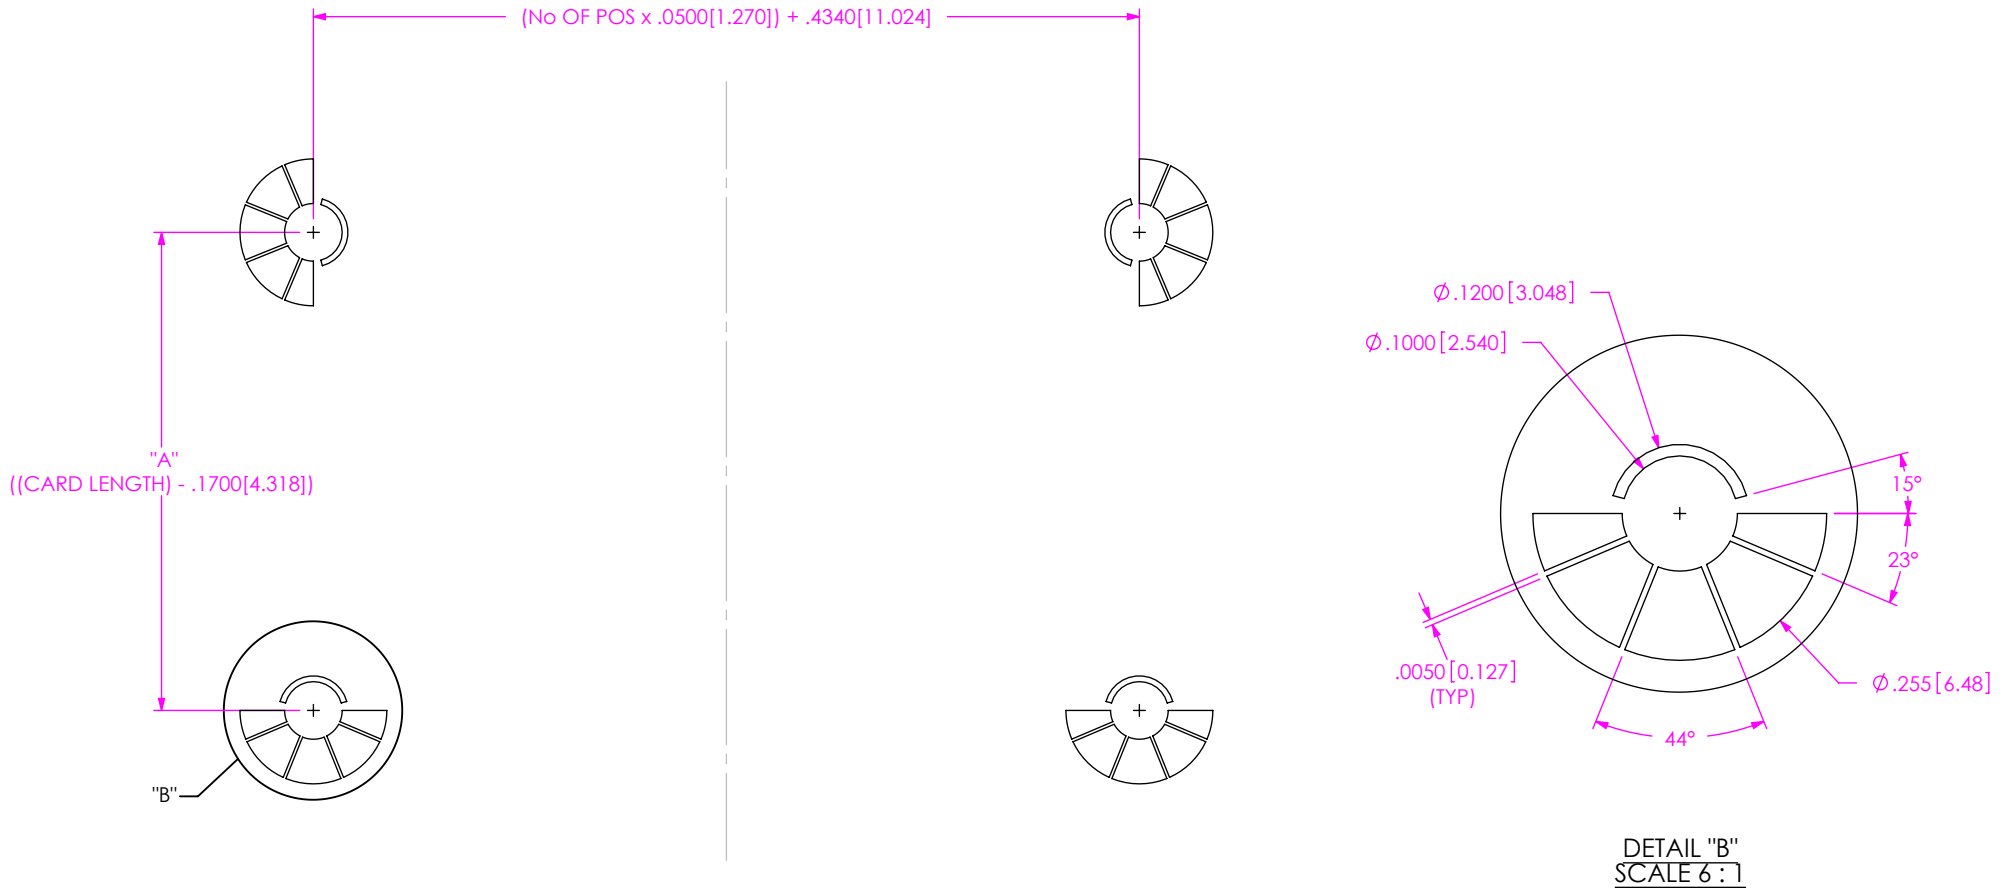 (No OF POS x .0500[1.270]) + .4340[11.024]
"A"
((CARD LENGTH) - .1700[4.318])
"B"
Ø.1200[3.048]
Ø.1000[2.540]
15°
23°
.0050[0.127]
(TYP)
Ø.255[6.48]
44°
DETAIL "B"
SCALE 6 : 1